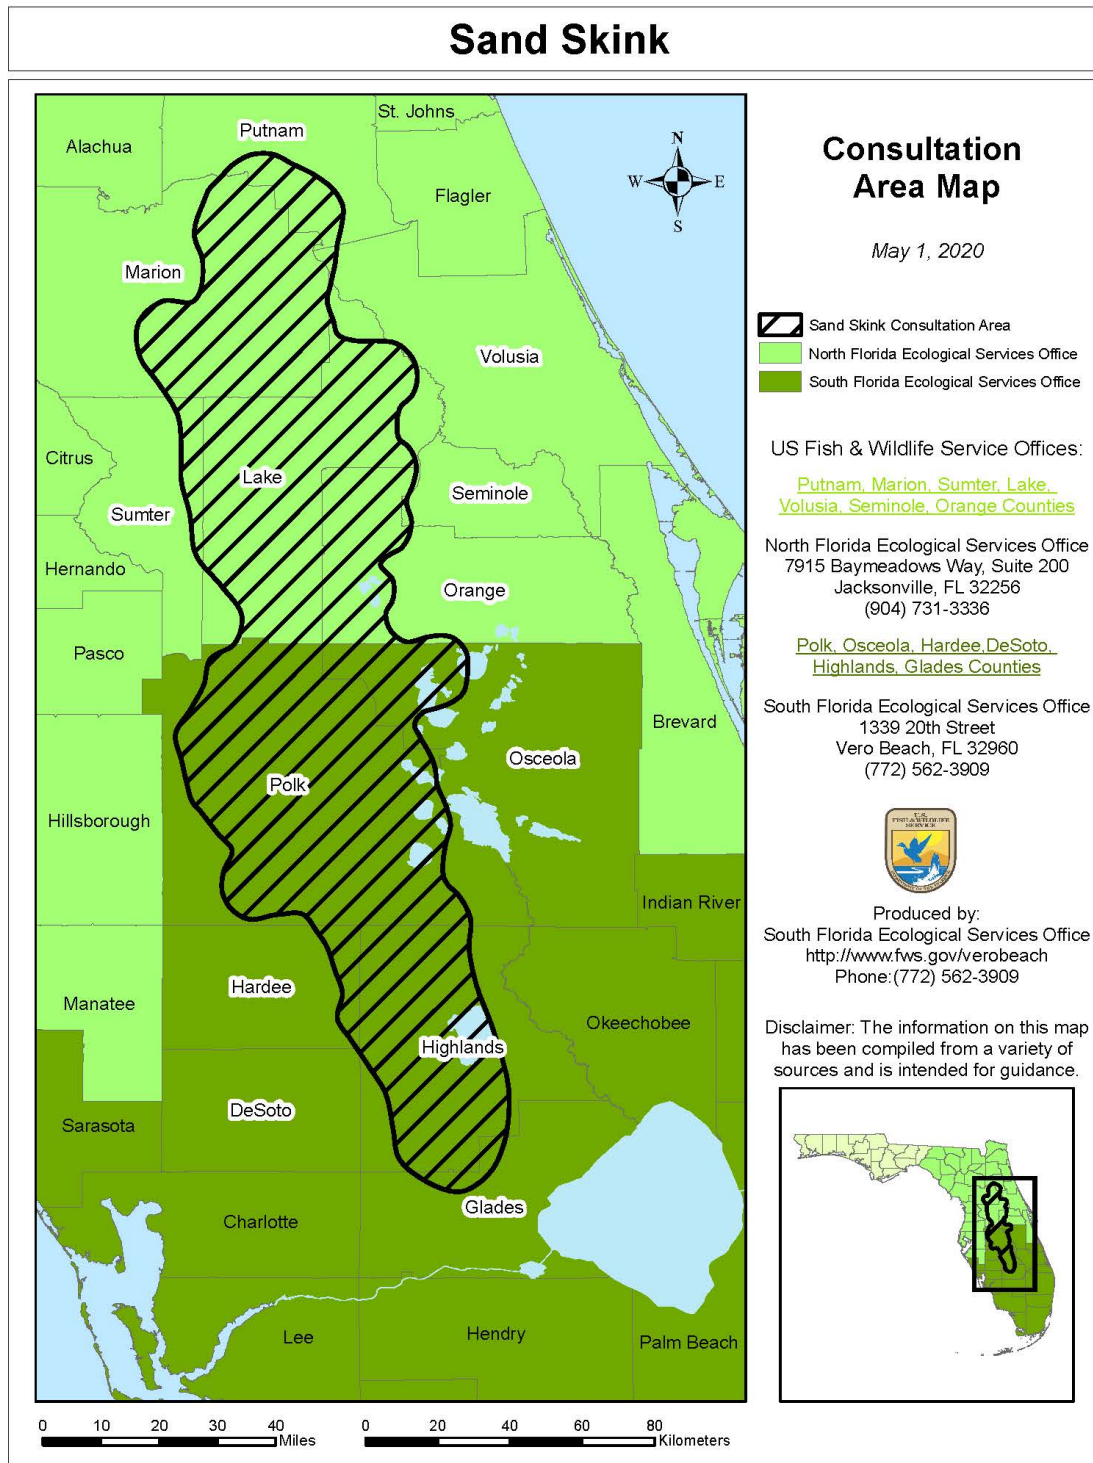 Sand Skink
Putnam
St. Johns
Alachua
Flagler
Marion
Volusia
Citrus
Lake
Seminole
Sumter
Hernando
Orange
Pasco
Brevard
Osceola
Polk
Hillsborough
Indian River
Hardee
Manatee
Okeechobee
Highlands
DeSoto
Sarasota
Glades
Charlotte
Lee
Hendry
Palm Beach
N
W
E
S
0 10 20 30 40
Miles
0 20 40 60 80
Kilometers
Consultation
Area Map
May 1, 2020
Sand Skink Consultation Area
North Florida Ecological Services Office
South Florida Ecological Services Office
US Fish & Wildlife Service Offices:
Putnam, Marion, Sumter, Lake,
Volusia, Seminole, Orange Counties
North Florida Ecological Services Office
7915 Baymeadows Way, Suite 200
Jacksonville, FL 32256
(904) 731-3336
Polk, Osceola, Hardee,DeSoto,
Highlands, Glades Counties
South Florida Ecological Services Office
1339 20th Street
Vero Beach, FL 32960
(772) 562-3909
U.S.
FISH & WILDLIFE
SERVICE
Produced by:
South Florida Ecological Services Office
http://www.fws.gov/verobeach
Phone:(772) 562-3909
Disclaimer: The information on this map
has been compiled from a variety of
sources and is intended for guidance.